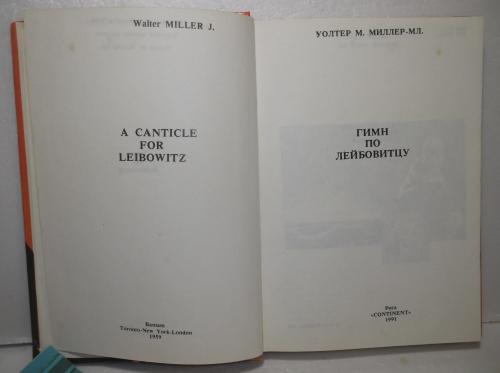 Walter MILLER J.
A CANTICLE
FOR
LEIBOWITZ
Bantam
Toronto-New York-London
1959
УОЛТЕР М. МИЛЛЕР-МЛ.
ГИМН
ПО
ЛЕЙБОВИТЦУ
Рига
«CONTINENT»
1991